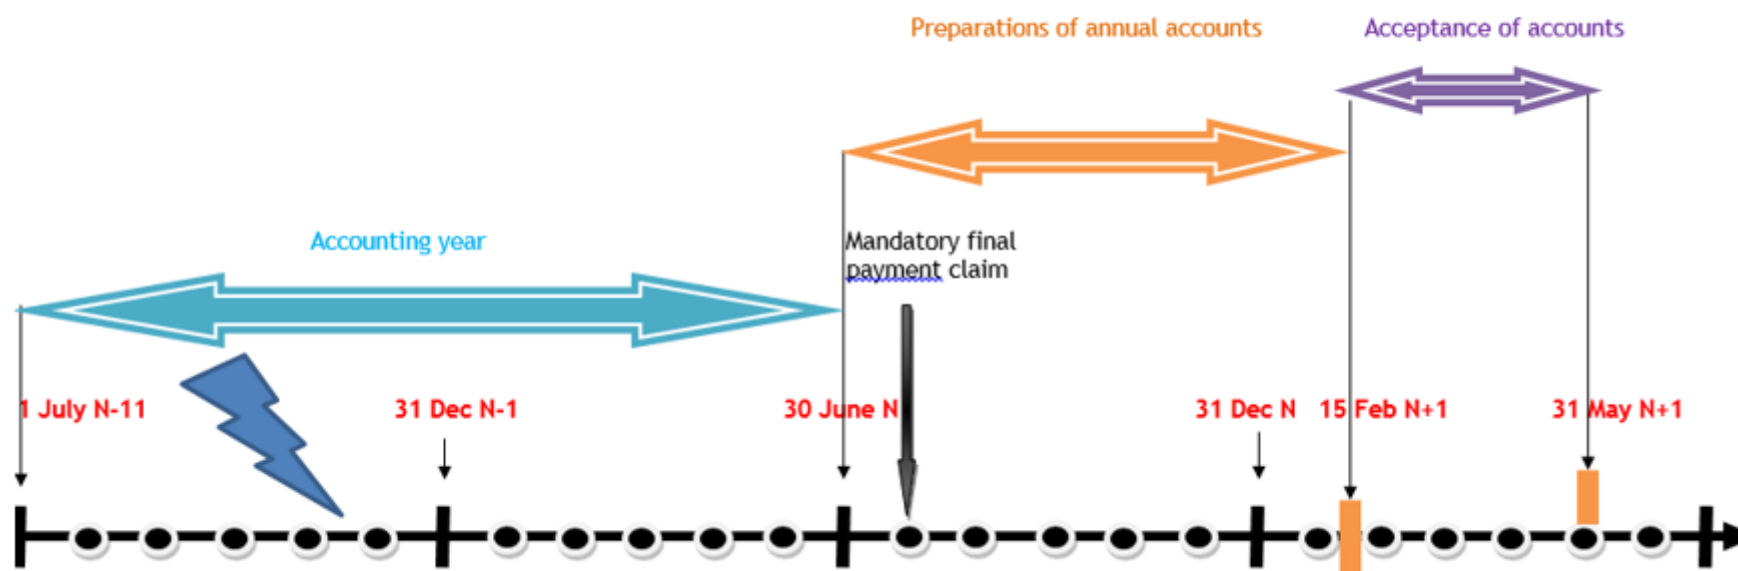 Preparations of annual accounts
Acceptance of accounts
Accounting year
Mandatory final
payment claim
1 July N-11
31 Dec N-1
30 June N
31 Dec N
15 Feb N+1
31 May N+1